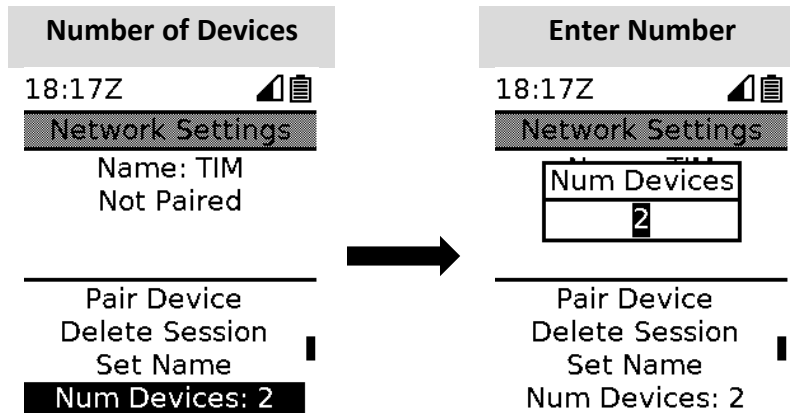 Number of Devices
18:17Z
Network Settings
Name: TIM
Not Paired
Pair Device
Delete Session
Set Name
Num Devices: 2
Enter Number
18:17Z
Network Settings
Num Devices
2
Pair Device
Delete Session
Set Name
Num Devices: 2